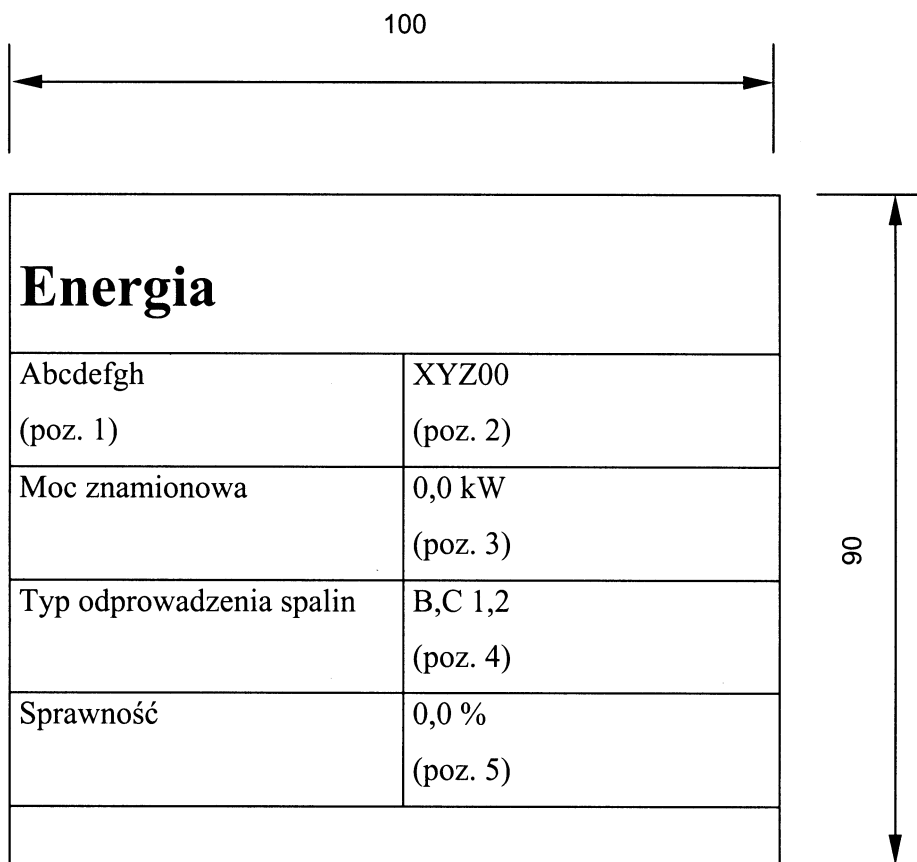 100
Energia
Abcdefgh XYZ00
(poz. 1) (poz. 2)
Moc znamionowa 0,0 kW
(poz. 3)
90
Typ odprowadzenia spalin B,C 1,2
(poz. 4)
Sprawność 0,0 %
(poz. 5)